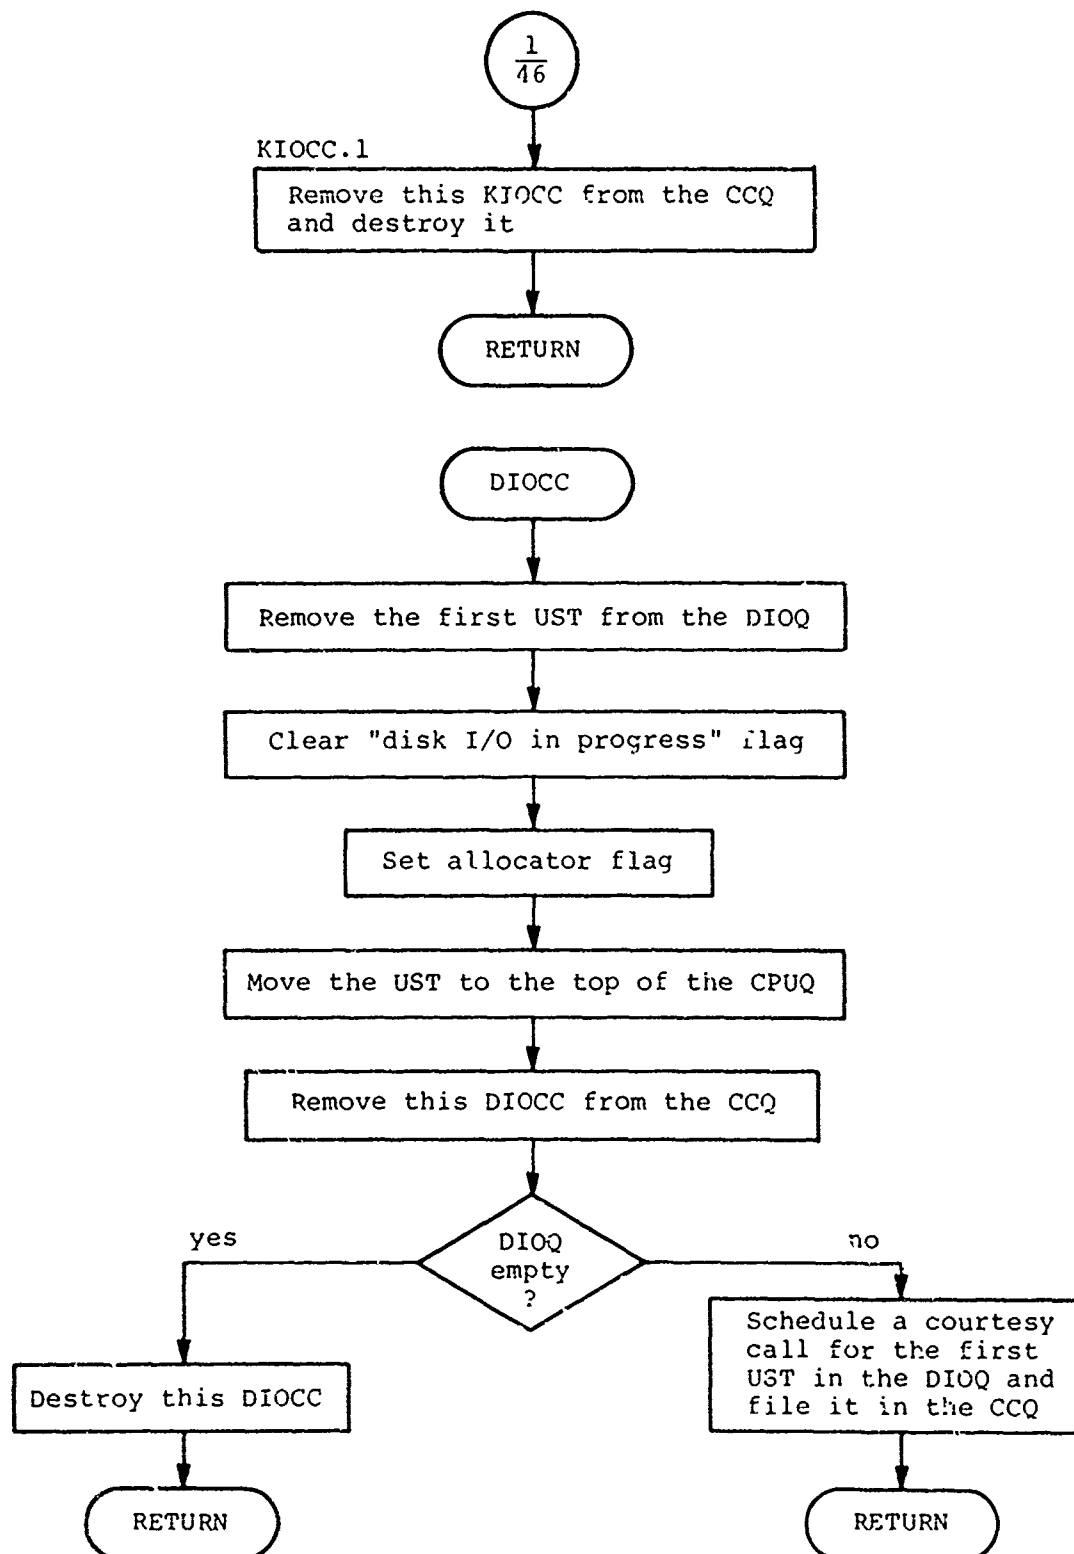 1
46
KIOCC.1
Remove this KIOCC from the CCQ
and destroy it
RETURN
DIOCC
Remove the first UST from the DIOQ
Clear "disk I/O in progress" flag
Set allocator flag
Move the UST to the top of the CPUQ
Remove this DIOCC from the CCQ
DIOQ
empty
?
yes
no
Destroy this DIOCC
RETURN
Schedule a courtesy
call for the first
UST in the DIOQ and
file it in the CCQ
RETURN